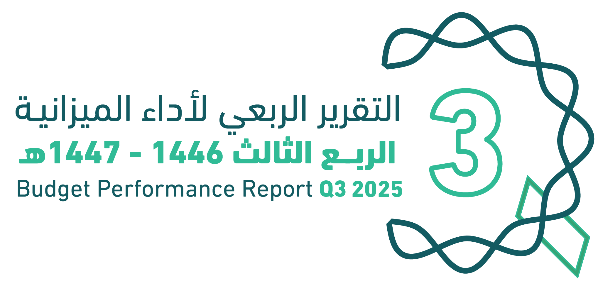 التقرير الربعي لأداء الميزانية
الربع الثالث 1446 - 1447هـ
Budget Performance Report Q3 2025
3